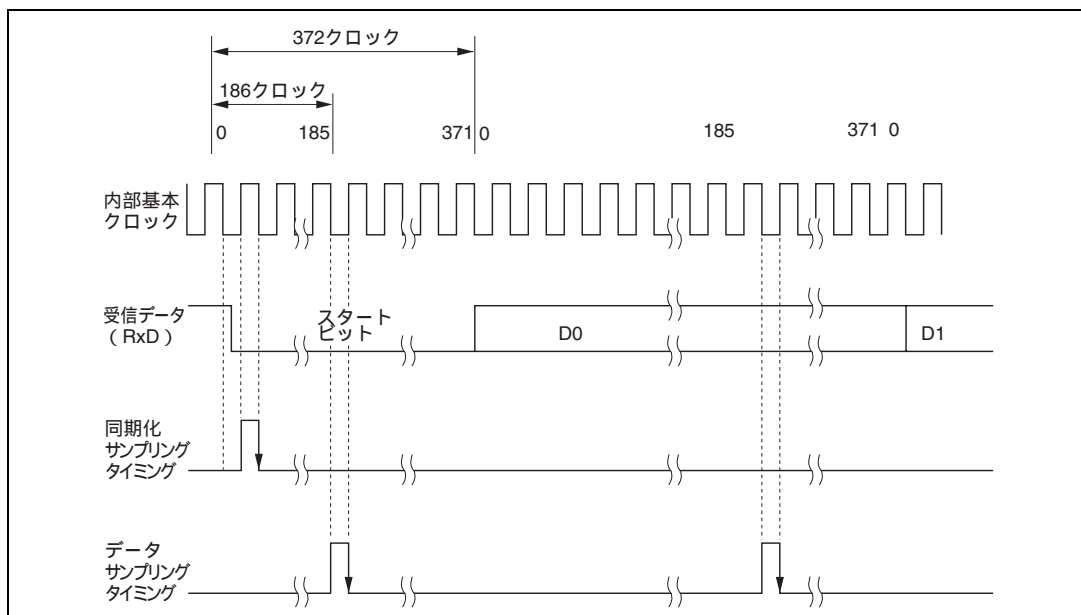 372クロック
186クロック
0 185 371 0 185 371 0
内部基本
クロック
受信データ
（RxD）
スタート
ビット
D0 D1
同期化
サンプリング
タイミング
データ
サンプリング
タイミング